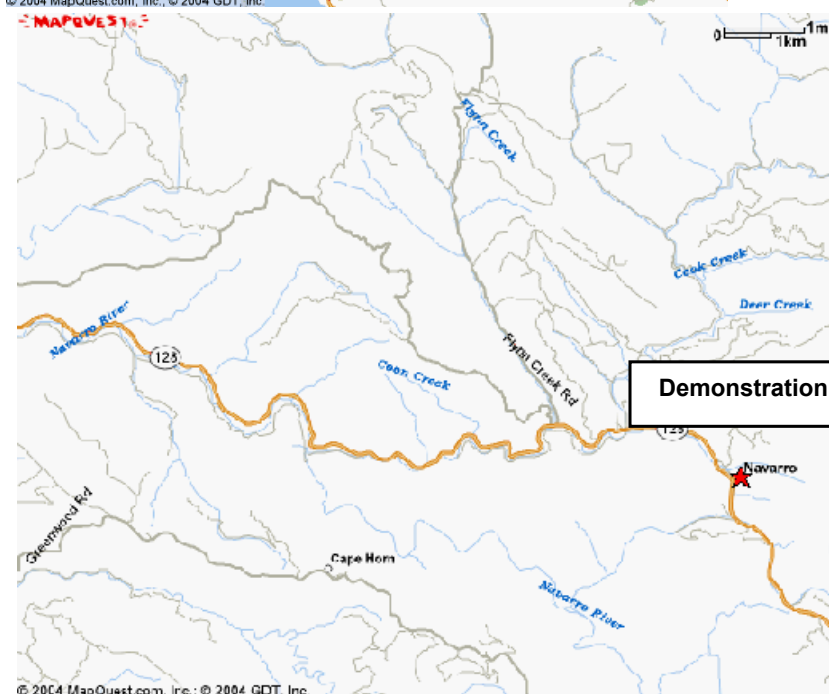 © 2004 MapQuest.com, Inc.; © 2004 GDT, Inc.
MAPQUEST
0 1m
1km
Flynn Creek
Cook Creek
Deer Creek
Navarro River
128
Coon Creek
Flynn Creek Rd
Demonstration
128
Navarro
Greenwood Rd
Cape Horn
Navarro River
© 2004 MapQuest.com, Inc.; © 2004 GDT, Inc.